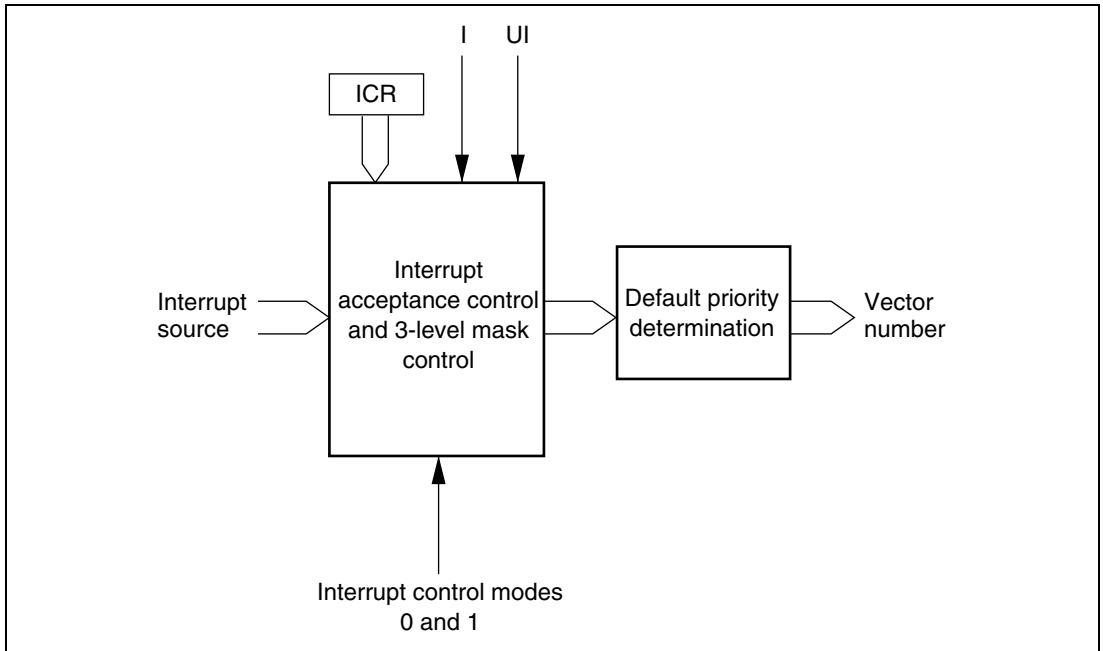 I UI
ICR
Interrupt
acceptance control
and 3-level mask
control
Interrupt
source
Default priority
determination
Vector
number
Interrupt control modes
0 and 1